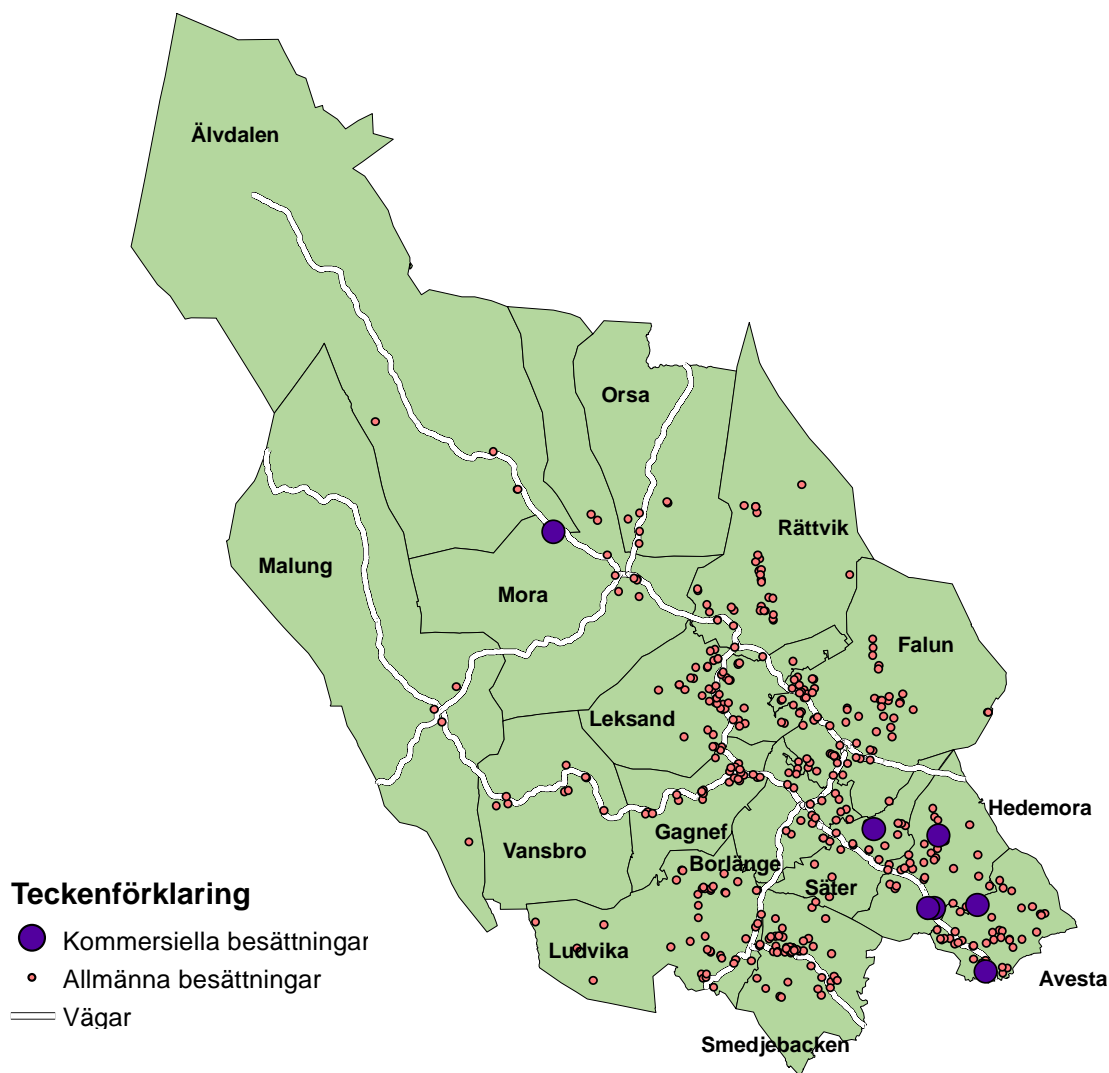 Älvdalen
Orsa
Rättvik
Malung
Mora
Falun
Leksand
Hedemora
Gagnef
Vansbro
Borlänge
Säter
Ludvika
Avesta
Smedjebacken
Teckenförklaring
Kommersiella besättningar
Allmänna besättningar
Vägar